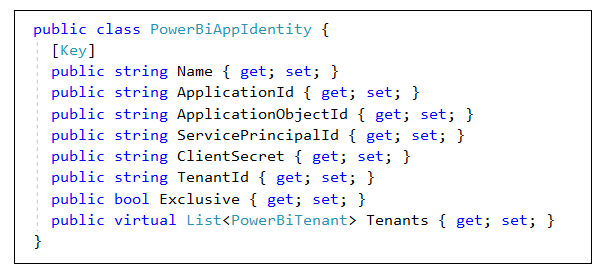 public class PowerBiAppIdentity {
[Key]
public string Name { get; set; }
public string ApplicationId { get; set; }
public string ApplicationObjectId { get; set; }
public string ServicePrincipalId { get; set; }
public string ClientSecret { get; set; }
public string TenantId { get; set; }
public bool Exclusive { get; set; }
public virtual List<PowerBiTenant> Tenants { get; set; }
}